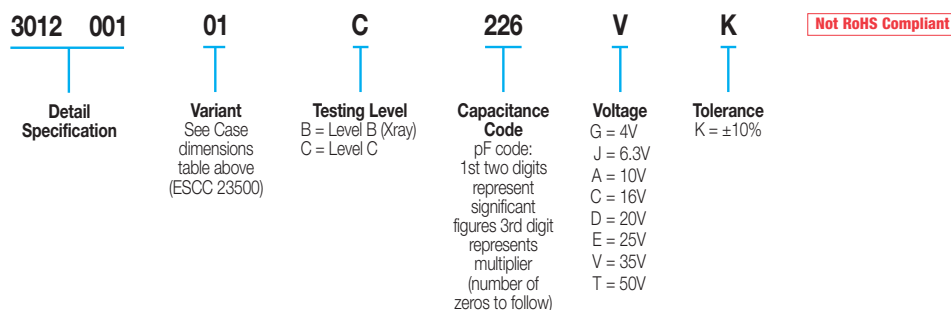 3012 001 01 C 226 V K Not RoHS Compliant
Detail
Specification
Variant
See Case
dimensions
table above
(ESCC 23500)
Testing Level
B = Level B (Xray)
C = Level C
Capacitance
Code
pF code:
1st two digits
represent
significant
figures 3rd digit
represents
multiplier
(number of
zeros to follow)
Voltage
G = 4V
J = 6.3V
A = 10V
C = 16V
D = 20V
E = 25V
V = 35V
T = 50V
Tolerance
K = ±10%